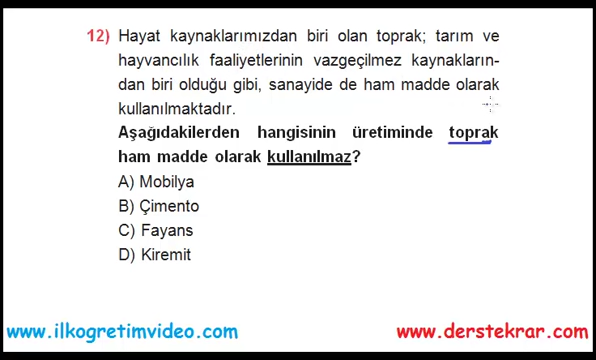 12) Hayat kaynaklarımızdan biri olan toprak; tarım ve
hayvancılık faaliyetlerinin vazgeçilmez kaynakların-
dan biri olduğu gibi, sanayide de ham madde olarak
kullanılmaktadır.
Aşağıdakilerden hangisinin üretiminde toprak
ham madde olarak kullanılmaz?
A) Mobilya
B) Çimento
C) Fayans
D) Kiremit
www.ilkogretimvideo.com www.derstekrar.com